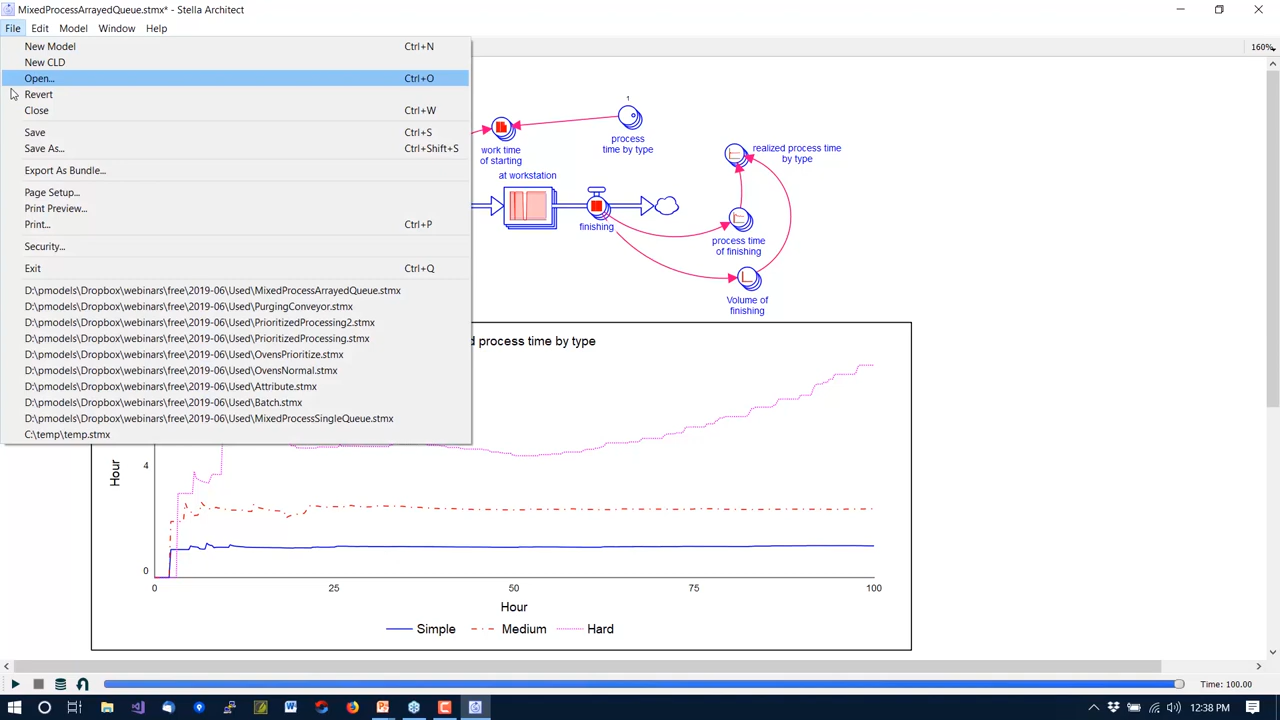 MixedProcessArrayedQueue.stmx* - Stella Architect
File Edit Model Window Help
160%
New Model Ctrl+N
New CLD
Open... Ctrl+O
Revert
Close Ctrl+W
Save Ctrl+S
Save As... Ctrl+Shift+S
Export As Bundle...
Page Setup...
Print Preview...
Print... Ctrl+P
Security...
Exit Ctrl+Q
D:\pmodels\Dropbox\webinars\free\2019-06\Used\MixedProcessArrayedQueue.stmx
D:\pmodels\Dropbox\webinars\free\2019-06\Used\PurgingConveyor.stmx
D:\pmodels\Dropbox\webinars\free\2019-06\Used\PrioritizedProcessing2.stmx
D:\pmodels\Dropbox\webinars\free\2019-06\Used\PrioritizedProcessing.stmx
D:\pmodels\Dropbox\webinars\free\2019-06\Used\OvensPrioritize.stmx
D:\pmodels\Dropbox\webinars\free\2019-06\Used\OvensNormal.stmx
D:\pmodels\Dropbox\webinars\free\2019-06\Used\Attribute.stmx
D:\pmodels\Dropbox\webinars\free\2019-06\Used\Batch.stmx
D:\pmodels\Dropbox\webinars\free\2019-06\Used\MixedProcessSingleQueue.stmx
C:\temp\temp.stmx
1
work time
of starting
process
time by type
realized process time
by type
at workstation
finishing
process time
of finishing
Volume of
finishing
process time by type
Hour
4
0
0 25 50 75 100
Hour
Simple Medium Hard
Time: 100.00
12:38 PM